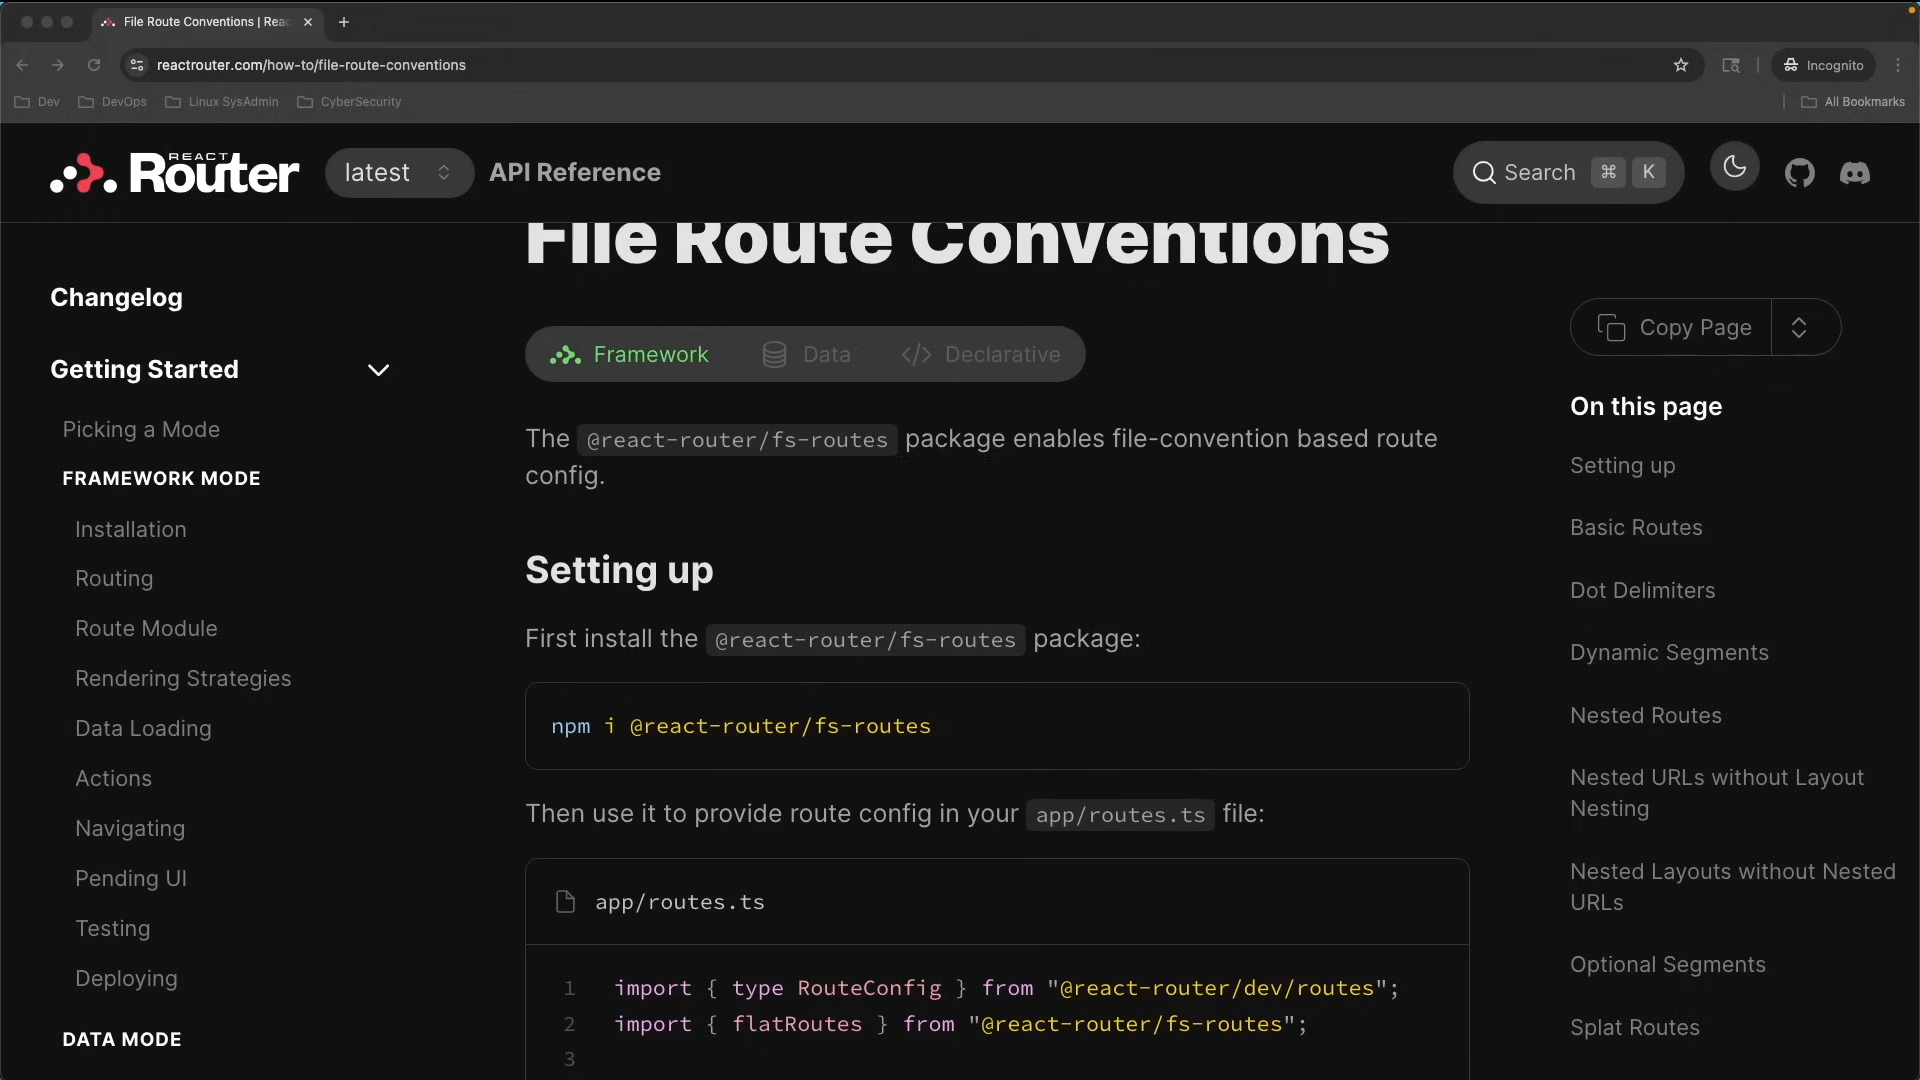 File Route Conventions | Reac
reactrouter.com/how-to/file-route-conventions
Incognito
Dev
DevOps
Linux SysAdmin
CyberSecurity
All Bookmarks
REACT
Router
latest
API Reference
Search ⌘ K
File Route Conventions
Changelog
Getting Started
Picking a Mode
FRAMEWORK MODE
Installation
Routing
Route Module
Rendering Strategies
Data Loading
Actions
Navigating
Pending UI
Testing
Deploying
DATA MODE
Framework
Data
Declarative
The @react-router/fs-routes package enables file-convention based route
config.
Setting up
First install the @react-router/fs-routes package:
npm i @react-router/fs-routes
Then use it to provide route config in your app/routes.ts file:
app/routes.ts
1 import { type RouteConfig } from "@react-router/dev/routes";
2 import { flatRoutes } from "@react-router/fs-routes";
3
Copy Page
On this page
Setting up
Basic Routes
Dot Delimiters
Dynamic Segments
Nested Routes
Nested URLs without Layout
Nesting
Nested Layouts without Nested
URLs
Optional Segments
Splat Routes